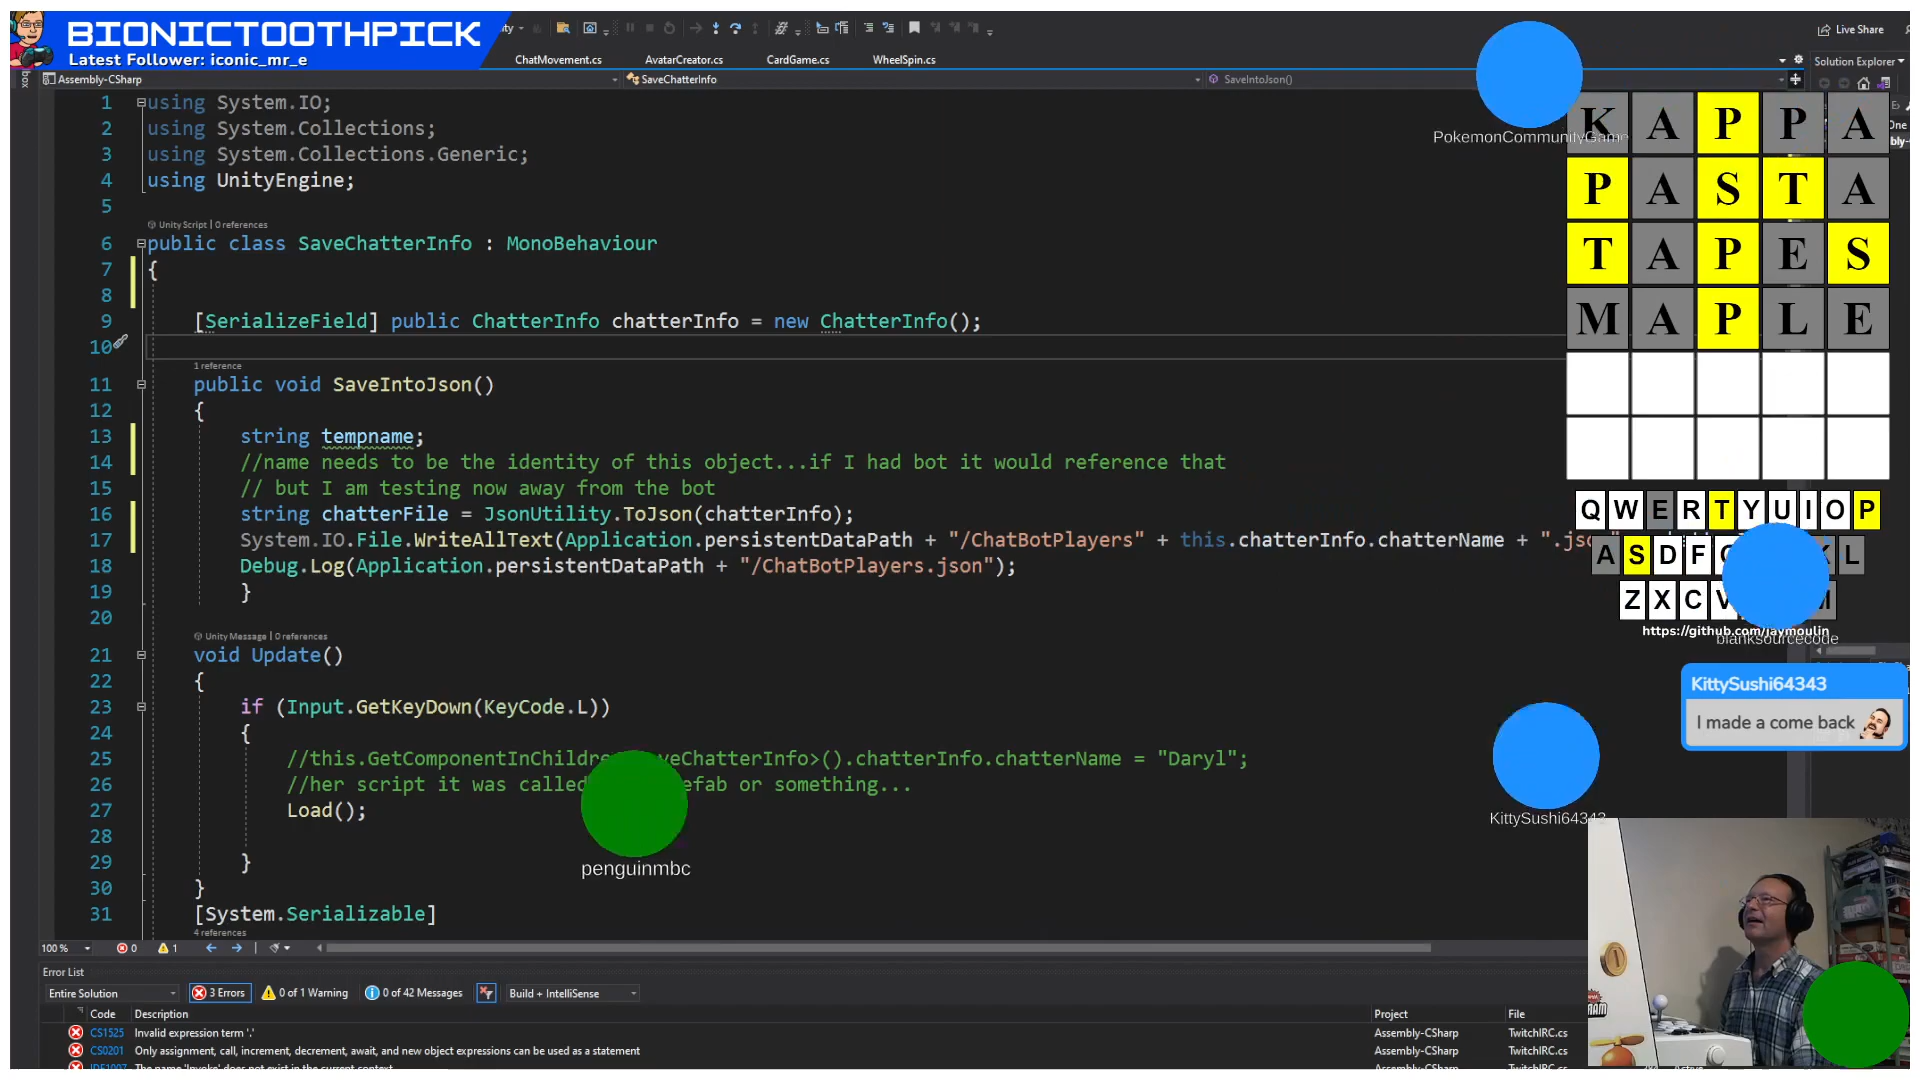 BIONICTOOTHPICK
Latest Follower: iconic_mr_e
Live Share
ChatMovement.cs AvatarCreator.cs CardGame.cs WheelSpin.cs
Solution Explorer
Assembly-CSharp SaveChatterInfo SaveIntoJson()
1 using System.IO;
2 using System.Collections;
3 using System.Collections.Generic;
4 using UnityEngine;
5
Unity Script | 0 references
6 public class SaveChatterInfo : MonoBehaviour
7 {
8
9 [SerializeField] public ChatterInfo chatterInfo = new ChatterInfo();
10
1 reference
11 public void SaveIntoJson()
12 {
13 string tempname;
14 //name needs to be the identity of this object...if I had bot it would reference that
15 // but I am testing now away from the bot
16 string chatterFile = JsonUtility.ToJson(chatterInfo);
17 System.IO.File.WriteAllText(Application.persistentDataPath + "/ChatBotPlayers" + this.chatterInfo.chatterName + ".json"
18 Debug.Log(Application.persistentDataPath + "/ChatBotPlayers.json");
19 }
20
Unity Message | 0 references
21 void Update()
22 {
23 if (Input.GetKeyDown(KeyCode.L))
24 {
25 //this.GetComponentInChildre veChatterInfo>().chatterInfo.chatterName = "Daryl";
26 //her script it was called efab or something...
27 Load();
28
29 }
30 }
31 [System.Serializable]
4 references
PokemonCommunityGame
K A P P A
P A S T A
T A P E S
M A P L E
Q W E R T Y U I O P
A S D F K L
Z X C V M
https://github.com/jaymoulin
blanksourcecode
KittySushi64343
I made a come back
KittySushi64343
penguinmbc
100 % 0 1
Error List
Entire Solution 3 Errors 0 of 1 Warning 0 of 42 Messages Build + IntelliSense
Code Description Project File
CS1525 Invalid expression term '.' Assembly-CSharp TwitchIRC.cs
CS0201 Only assignment, call, increment, decrement, await, and new object expressions can be used as a statement Assembly-CSharp TwitchIRC.cs